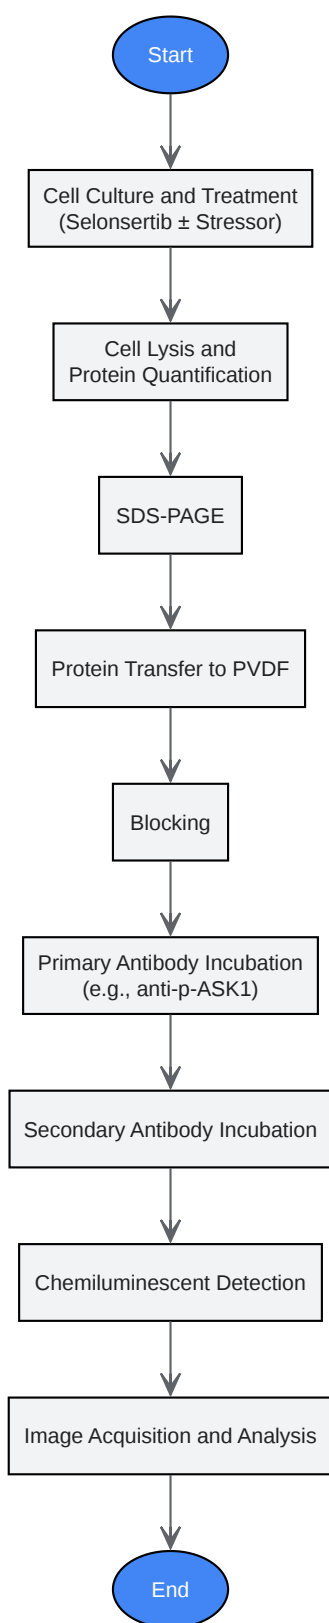 Start
Cell Culture and Treatment
(Selonsertib ± Stressor)
Cell Lysis and
Protein Quantification
SDS-PAGE
Protein Transfer to PVDF
Blocking
Primary Antibody Incubation
(e.g., anti-p-ASK1)
Secondary Antibody Incubation
Chemiluminescent Detection
Image Acquisition and Analysis
End